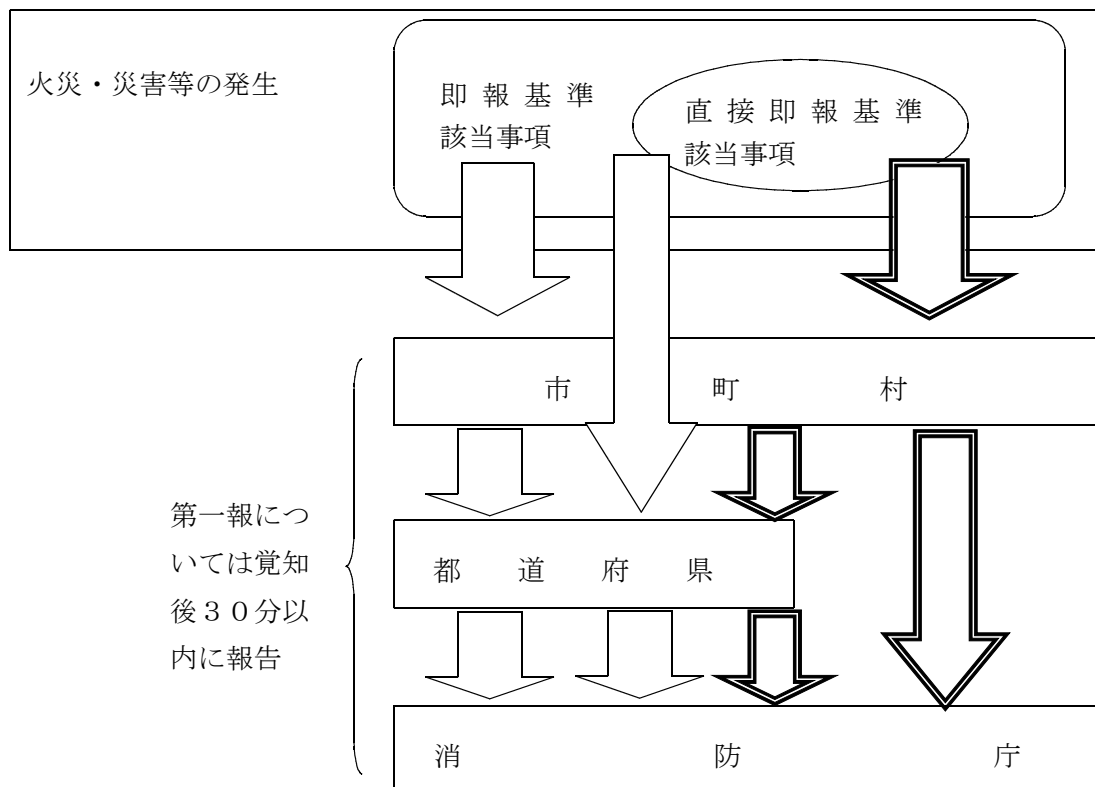 火災・災害等の発生
即報基準
該当事項
直接即報基準
該当事項
市町村
第一報につ
いては覚知
後３０分以
内に報告
都道府県
消防庁